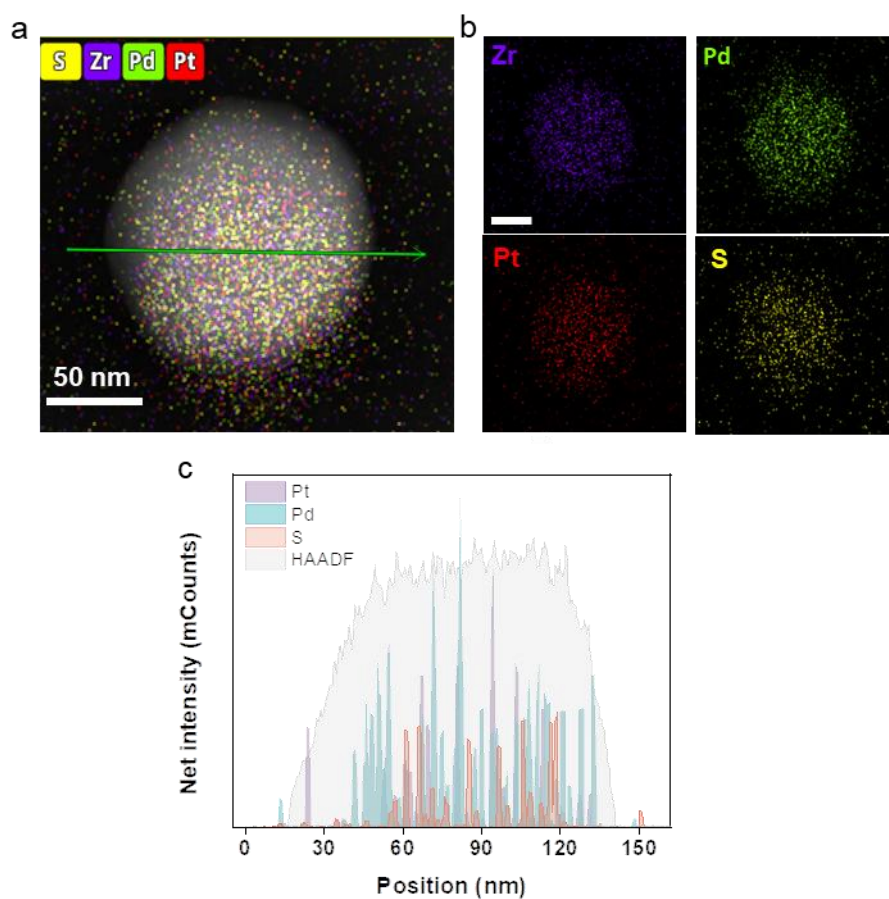 a
S Zr Pd Pt
50 nm
b
Zr
Pd
Pt
S
c
Pt
Pd
S
HAADF
Net intensity (mCounts)
0 30 60 90 120 150
Position (nm)